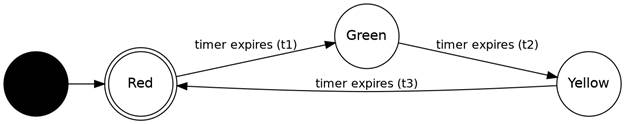 Green
timer expires (t1)
timer expires (t2)
Red
timer expires (t3)
Yellow